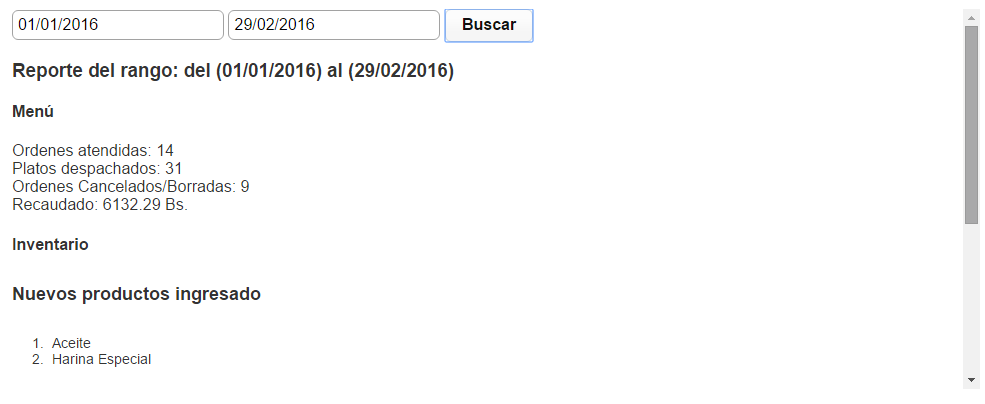 01/01/2016 29/02/2016 Buscar
Reporte del rango: del (01/01/2016) al (29/02/2016)
Menú
Ordenes atendidas: 14
Platos despachados: 31
Ordenes Cancelados/Borradas: 9
Recaudado: 6132.29 Bs.
Inventario
Nuevos productos ingresado
1. Aceite
2. Harina Especial